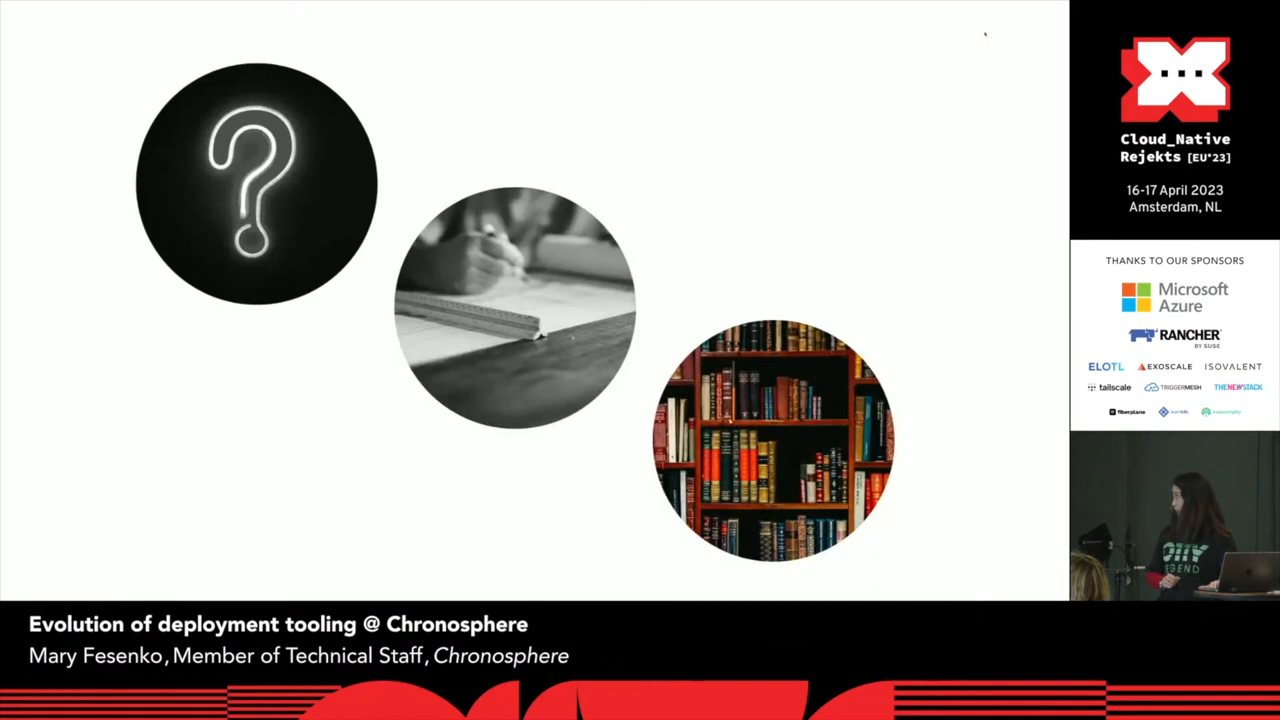 Cloud_Native
Rejekts [EU'23]
16-17 April 2023
Amsterdam, NL
THANKS TO OUR SPONSORS
Microsoft
Azure
RANCHER
BY SUSE
ELOTL
EXOSCALE
ISOVALENT
tailscale
TRIGGERMESH
THENEWSTACK
fiberplane
Evolution of deployment tooling @ Chronosphere
Mary Fesenko, Member of Technical Staff, Chronosphere